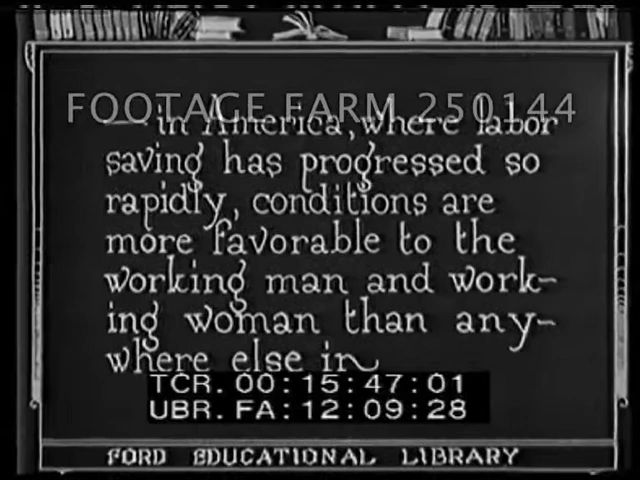 FOOTAGE FARM 250144
— in America, where labor
saving has progressed so
rapidly, conditions are
more favorable to the
working man and work-
ing woman than any-
where else in
TCR. 00:15:47:01
UBR. FA: 12:09:28
FORD EDUCATIONAL LIBRARY